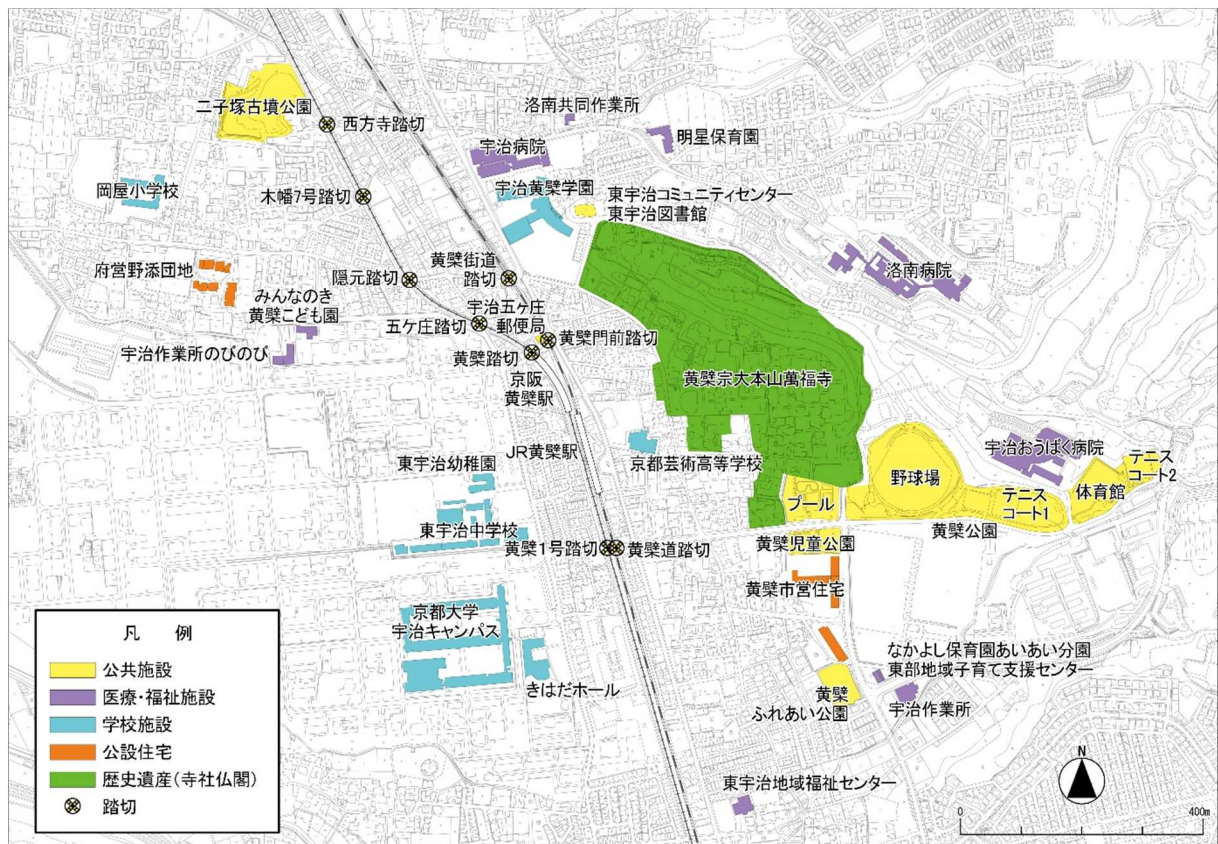 二子塚古墳公園
西方寺踏切
洛南共同作業所
明星保育園
宇治病院
岡屋小学校
木幡7号踏切
宇治黄檗学園
東宇治コミュニティセンター
東宇治図書館
府営野添団地
隠元踏切
黄檗街道
踏切
洛南病院
みんなのき
黄檗こども園
五ケ庄踏切
宇治五ヶ庄
郵便局
黄檗門前踏切
宇治作業所のびのび
黄檗踏切
京阪
黄檗駅
黄檗宗大本山萬福寺
JR黄檗駅
京都芸術高等学校
宇治おうばく病院
東宇治幼稚園
野球場
プール
テニス
コート1
体育館
テニス
コート2
黄檗公園
東宇治中学校
黄檗1号踏切
黄檗道踏切
黄檗児童公園
黄檗市営住宅
京都大学
宇治キャンパス
きはだホール
なかよし保育園あいあい分園
東部地域子育て支援センター
黄檗
ふれあい公園
宇治作業所
東宇治地域福祉センター
凡 例
公共施設
医療・福祉施設
学校施設
公設住宅
歴史遺産(寺社仏閣)
踏切
N
0
400m